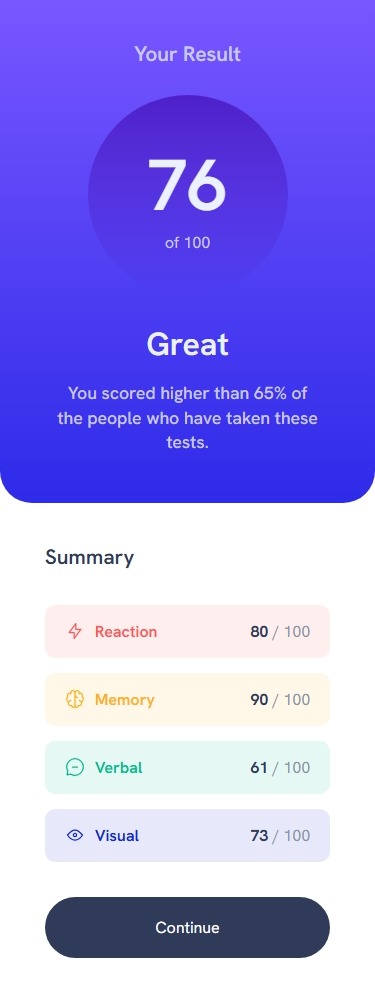 Your Result
76
of 100
Great
You scored higher than 65% of
the people who have taken these
tests.
Summary
Reaction 80 / 100
Memory 90 / 100
Verbal 61 / 100
Visual 73 / 100
Continue